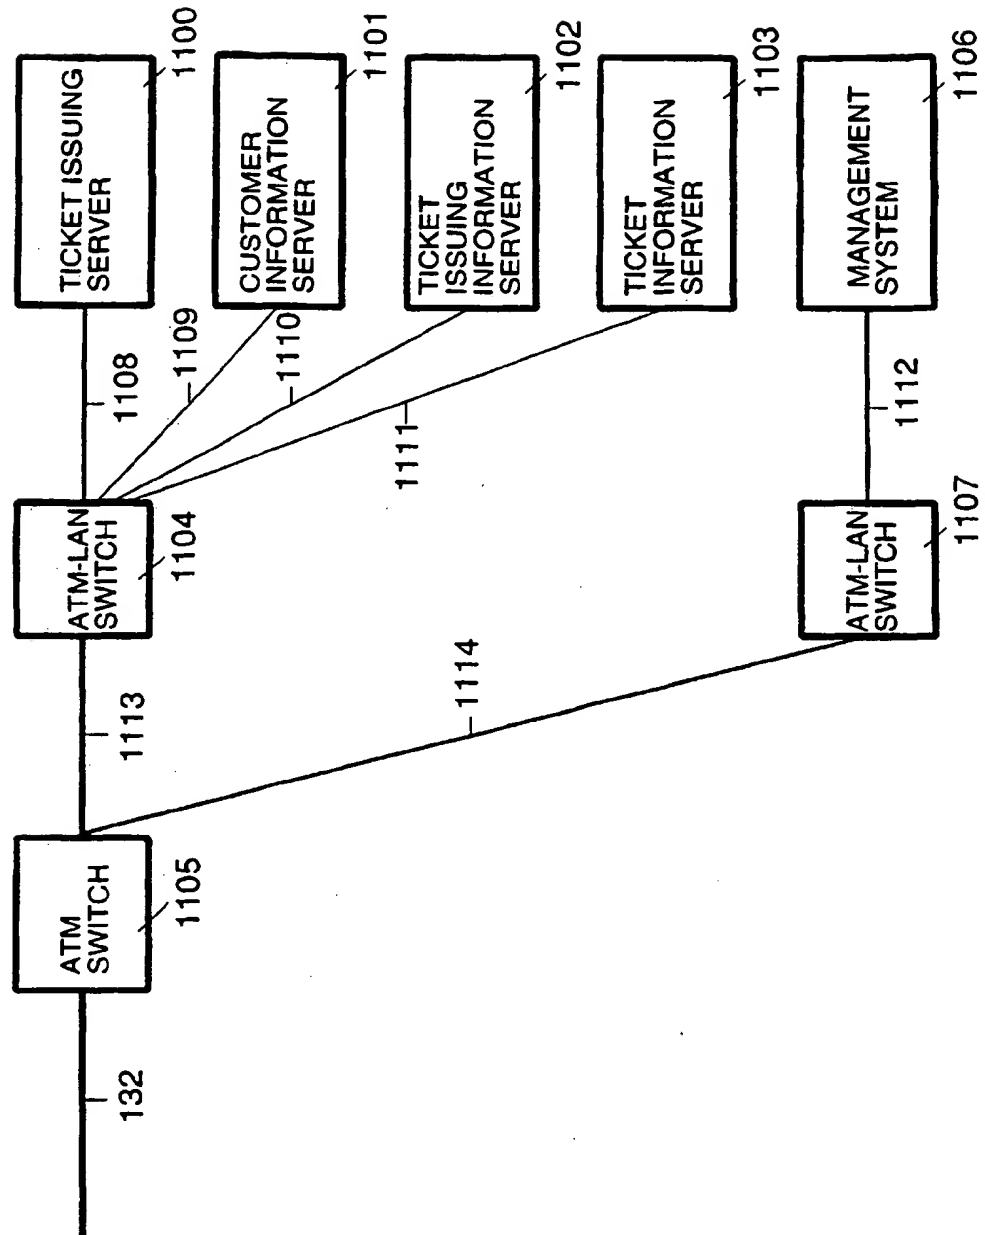 TICKET ISSUING
SERVER
1100
CUSTOMER
INFORMATION
SERVER
1101
TICKET
ISSUING
INFORMATION
SERVER
1102
TICKET
INFORMATION
SERVER
1103
MANAGEMENT
SYSTEM
1106
1108
1109
1110
1111
1112
ATM-LAN
SWITCH
1104
ATM-LAN
SWITCH
1107
1113
1114
ATM
SWITCH
1105
132